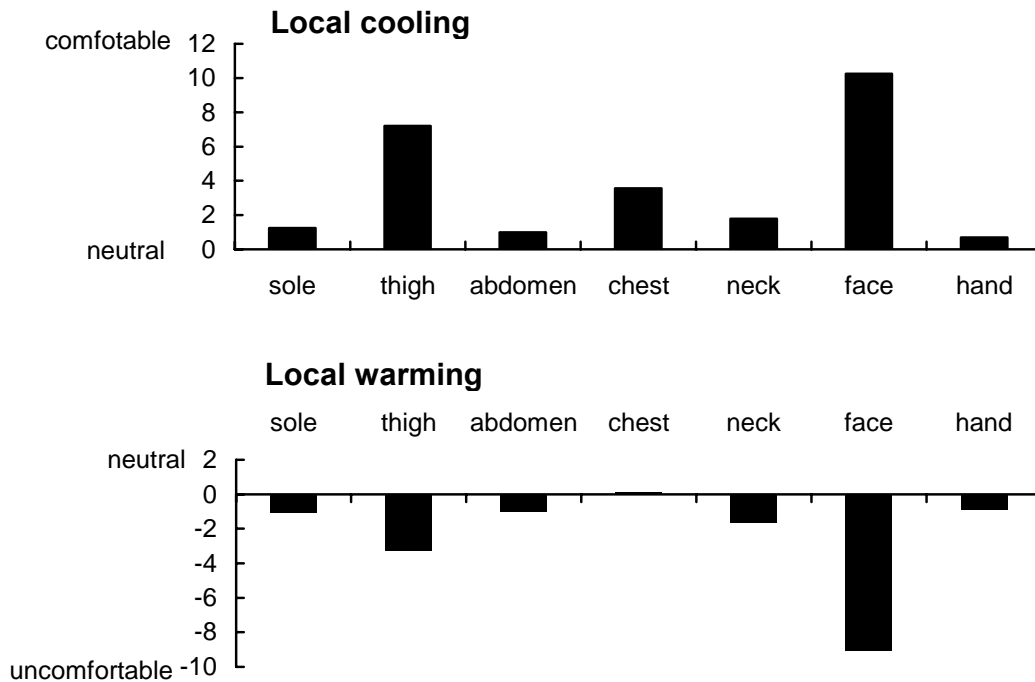 Local cooling
comfotable 12
10
8
6
4
2
neutral 0
sole thigh abdomen chest neck face hand
Local warming
sole thigh abdomen chest neck face hand
neutral 2
0
-2
-4
-6
-8
uncomfortable -10